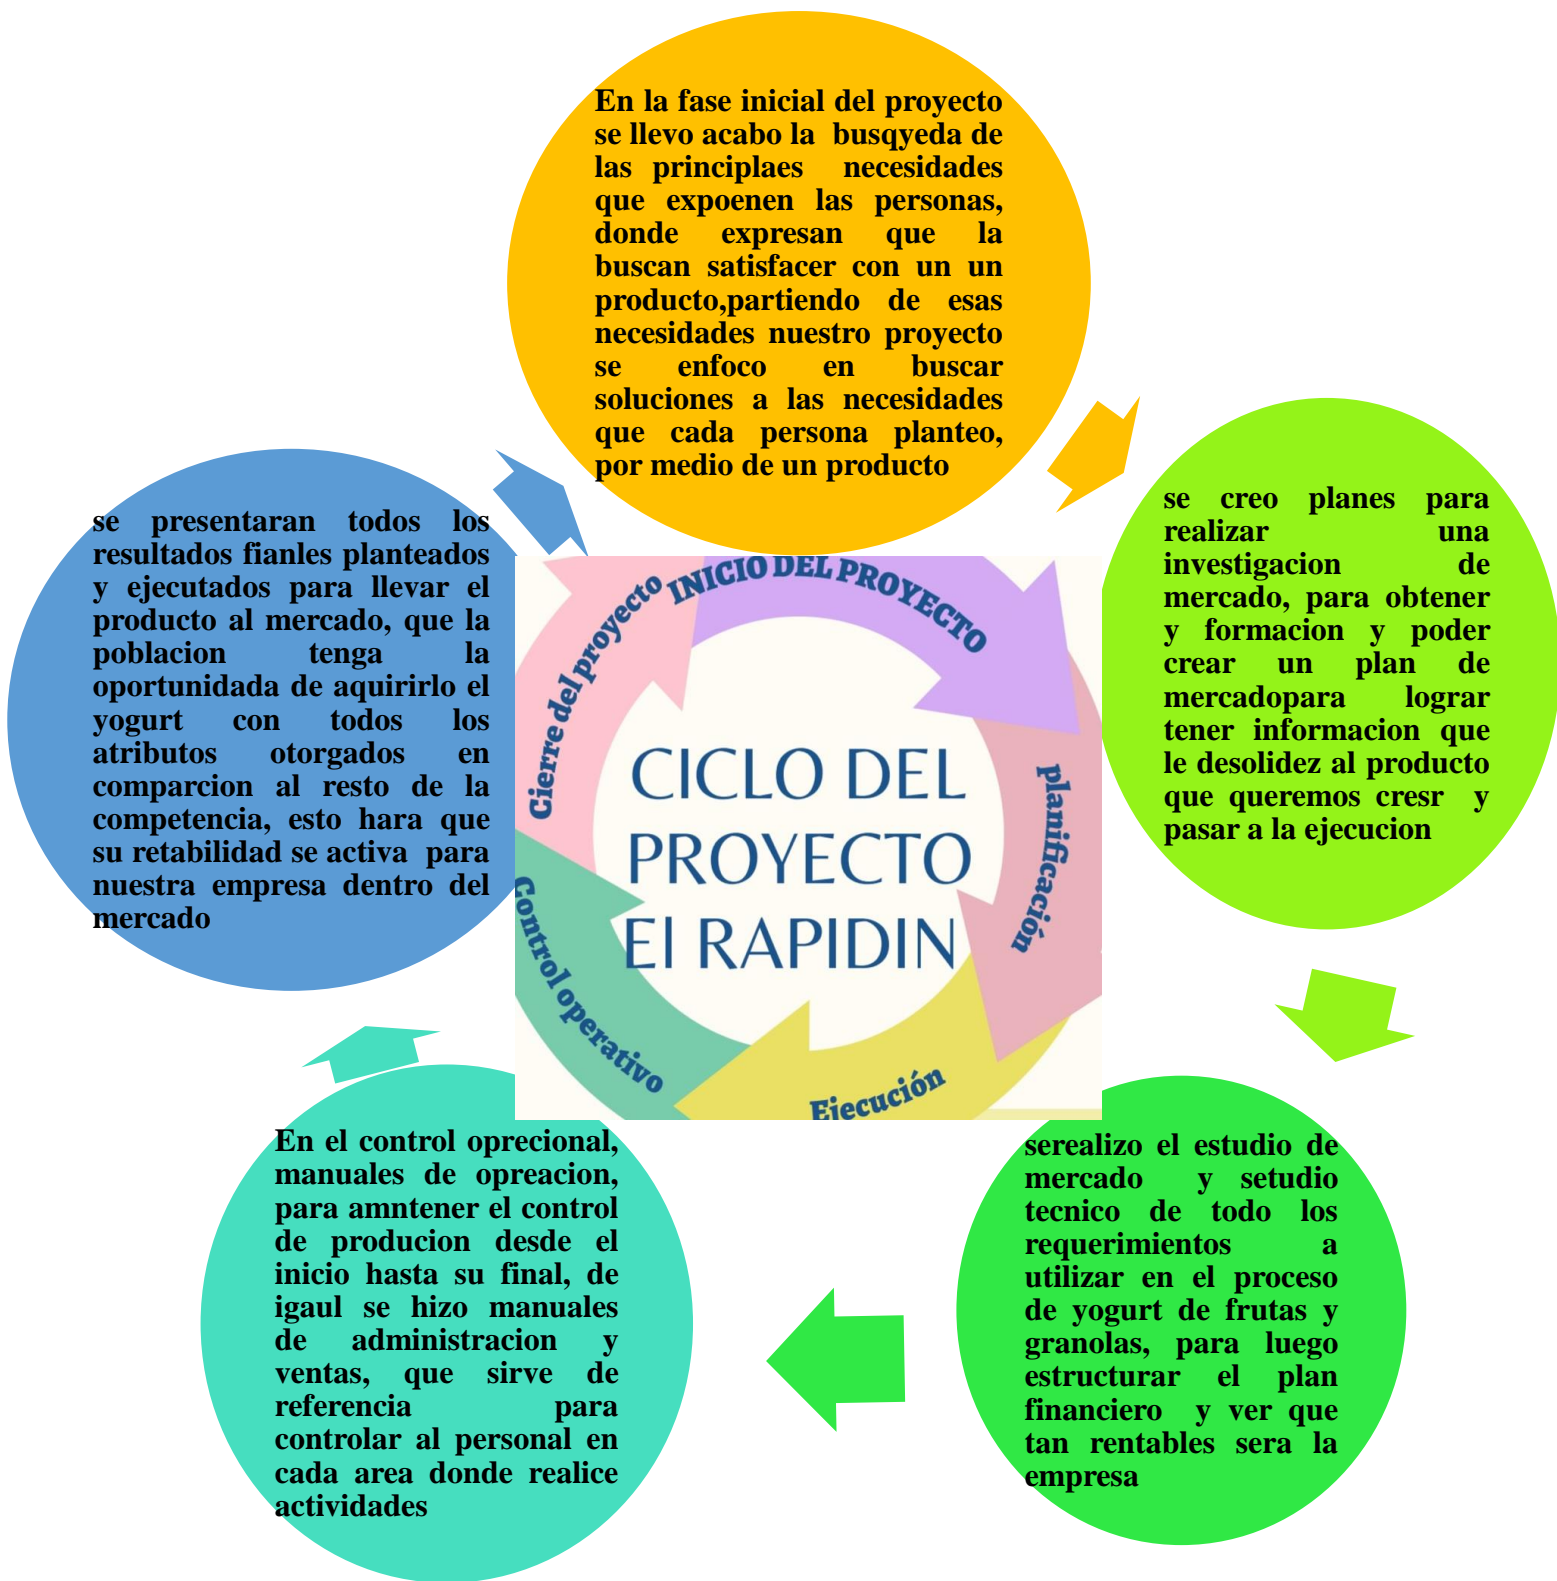 En la fase inicial del proyecto
se llevo acabo la busqyeda de
las principlaes necesidades
que expoenen las personas,
donde expresan que la
buscan satisfacer con un un
producto,partiendo de esas
necesidades nuestro proyecto
se enfoco en buscar
soluciones a las necesidades
que cada persona planteo,
por medio de un producto
se creo planes para
realizar una
investigacion de
mercado, para obtener
y formacion y poder
crear un plan de
mercadopara lograr
tener informacion que
le desolidez al producto
que queremos cresr y
pasar a la ejecucion
serealizo el estudio de
mercado y setudio
tecnico de todo los
requerimientos a
utilizar en el proceso
de yogurt de frutas y
granolas, para luego
estructurar el plan
financiero y ver que
tan rentables sera la
empresa
En el control oprecional,
manuales de opreacion,
para amntener el control
de producion desde el
inicio hasta su final, de
igaul se hizo manuales
de administracion y
ventas, que sirve de
referencia para
controlar al personal en
cada area donde realice
actividades
se presentaran todos los
resultados fianles planteados
y ejecutados para llevar el
producto al mercado, que la
poblacion tenga la
oportunidada de aquirirlo el
yogurt con todos los
atributos otorgados en
comparcion al resto de la
competencia, esto hara que
su retabilidad se activa para
nuestra empresa dentro del
mercado
INICIO DEL PROYECTO
planificación
Ejecución
Control operativo
Cierre del proyecto
CICLO DEL
PROYECTO
El RAPIDIN